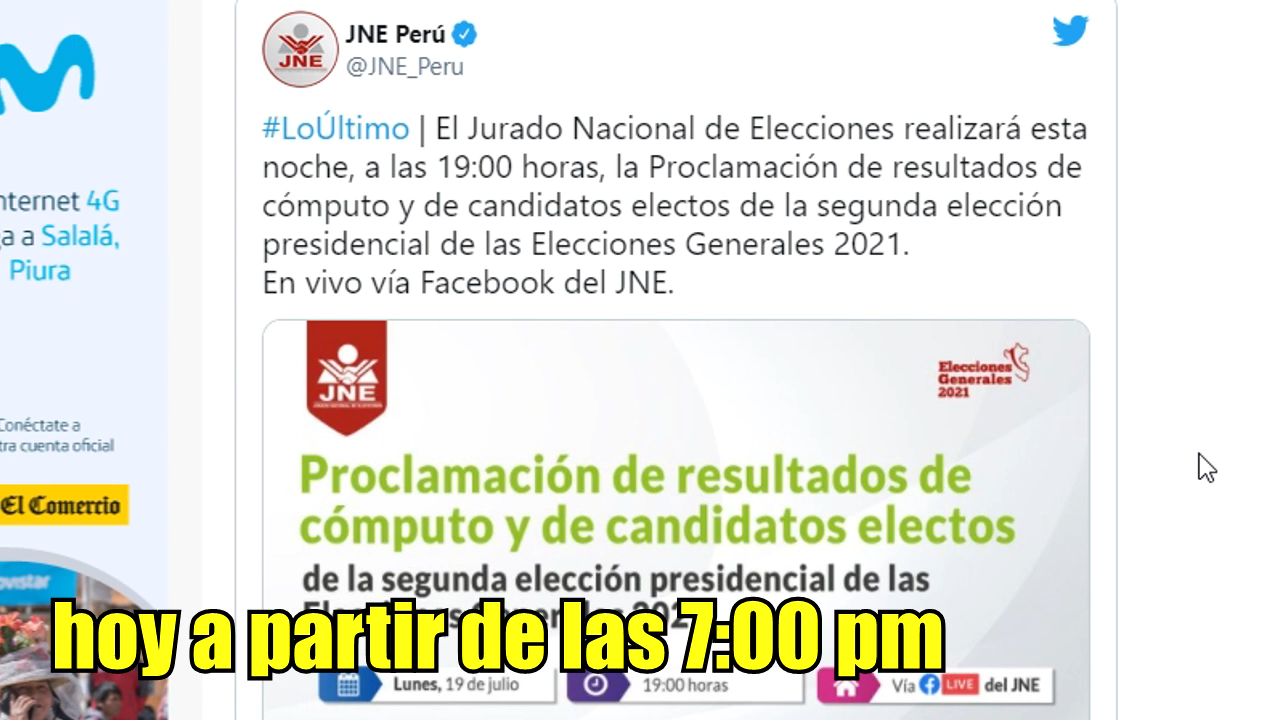 JNE Perú
@JNE_Peru
#LoÚltimo | El Jurado Nacional de Elecciones realizará esta
noche, a las 19:00 horas, la Proclamación de resultados de
cómputo y de candidatos electos de la segunda elección
presidencial de las Elecciones Generales 2021.
En vivo vía Facebook del JNE.
JNE
JNE
Elecciones
Generales
2021
Proclamación de resultados de
cómputo y de candidatos electos
de la segunda elección presidencial de las
hoy a partir de las 7:00 pm
Lunes, 19 de julio
19:00 horas
Vía LIVE del JNE
nternet 4G
a a Salalá,
Piura
Conéctate a
tra cuenta oficial
El Comercio
ovistar